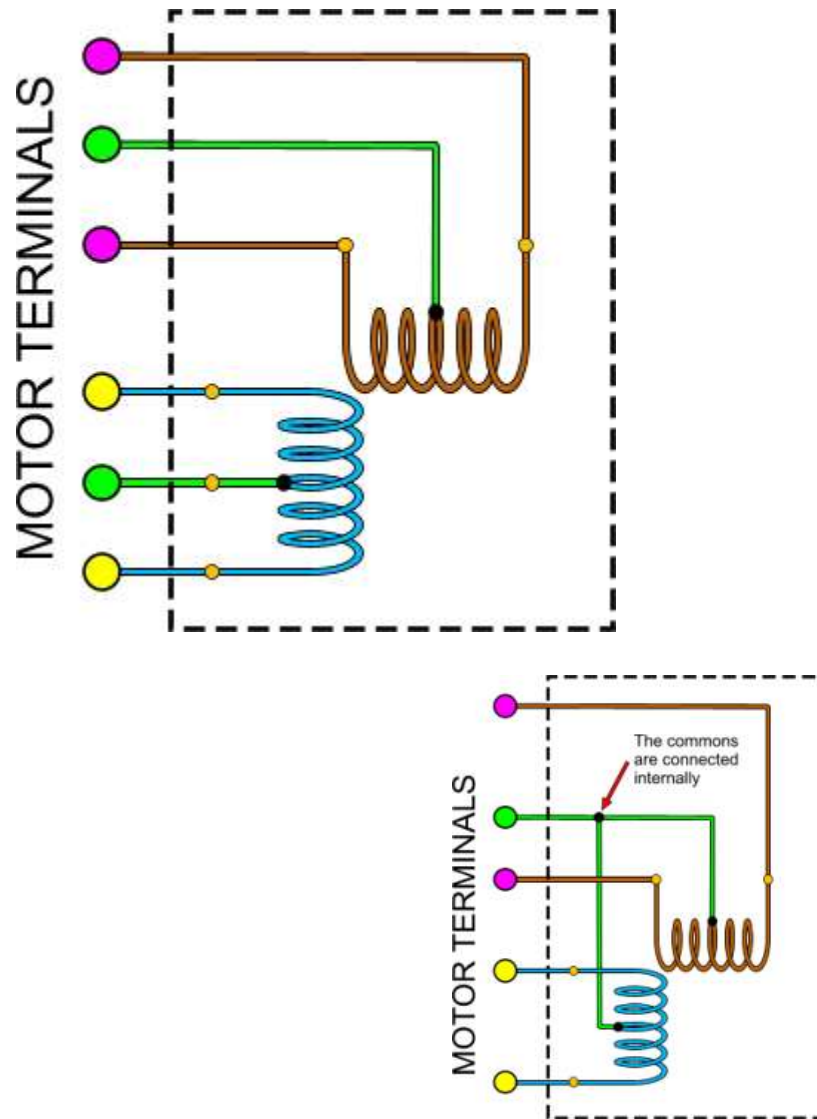 MOTOR TERMINALS
The commons
are connected
internally
MOTOR TERMINALS